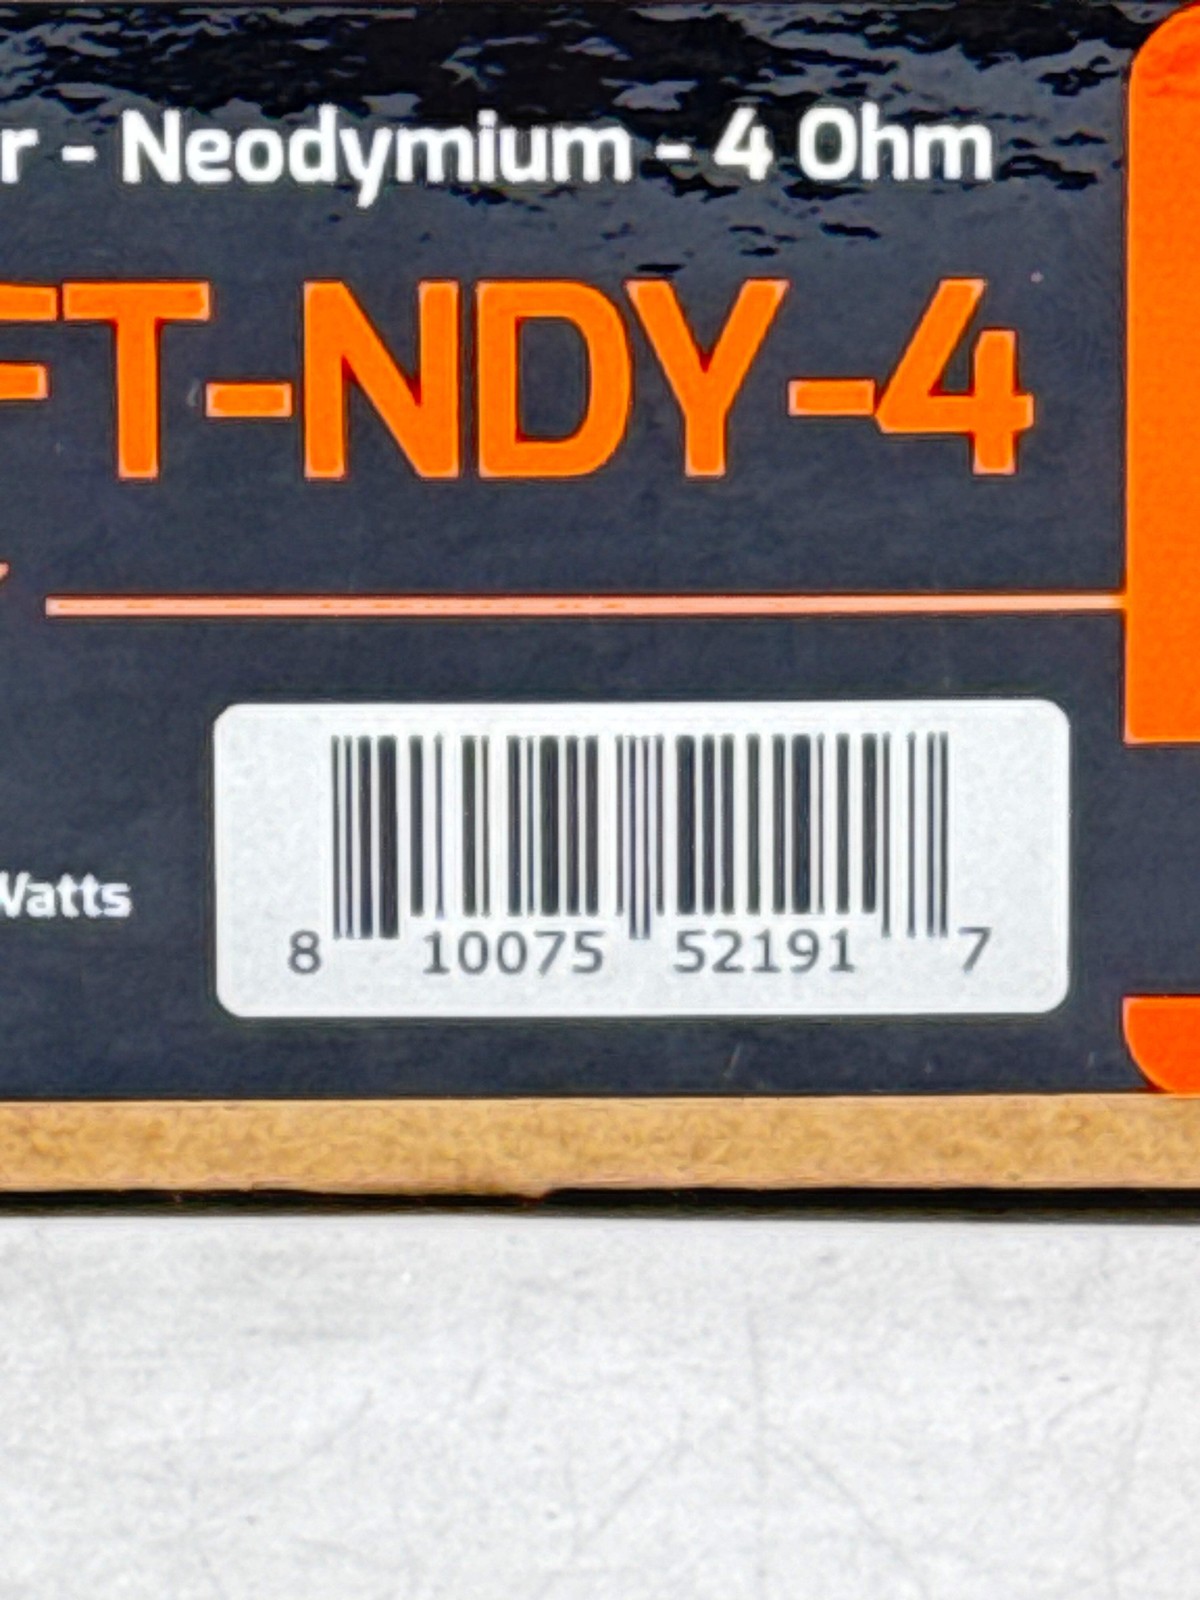 r - Neodymium - 4 Ohm
FT-NDY-4
Watts
8 10075 52191 7